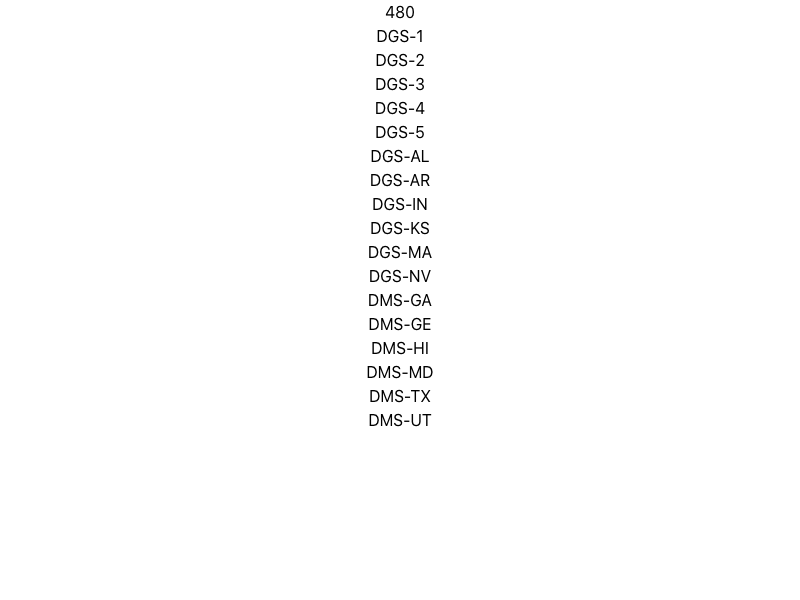 480
DGS-1
DGS-2
DGS-3
DGS-4
DGS-5
DGS-AL
DGS-AR
DGS-IN
DGS-KS
DGS-MA
DGS-NV
DMS-GA
DMS-GE
DMS-HI
DMS-MD
DMS-TX
DMS-UT